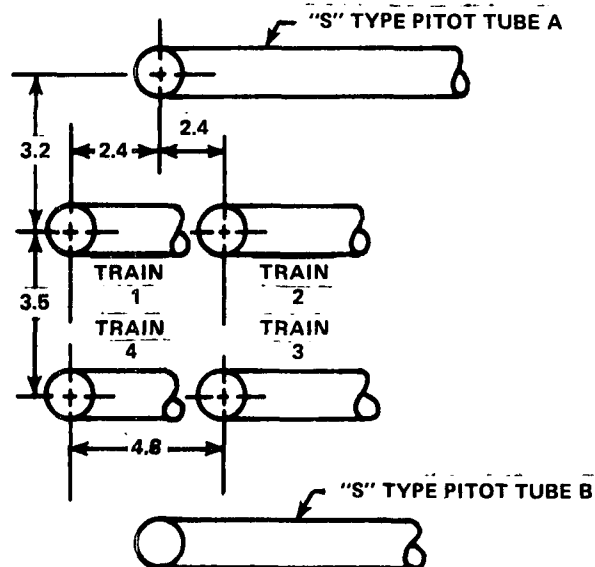 "S" TYPE PITOT TUBE A
2.4
3.2
2.4
TRAIN
1
TRAIN
2
3.5
TRAIN
4
TRAIN
3
4.8
"S" TYPE PITOT TUBE B